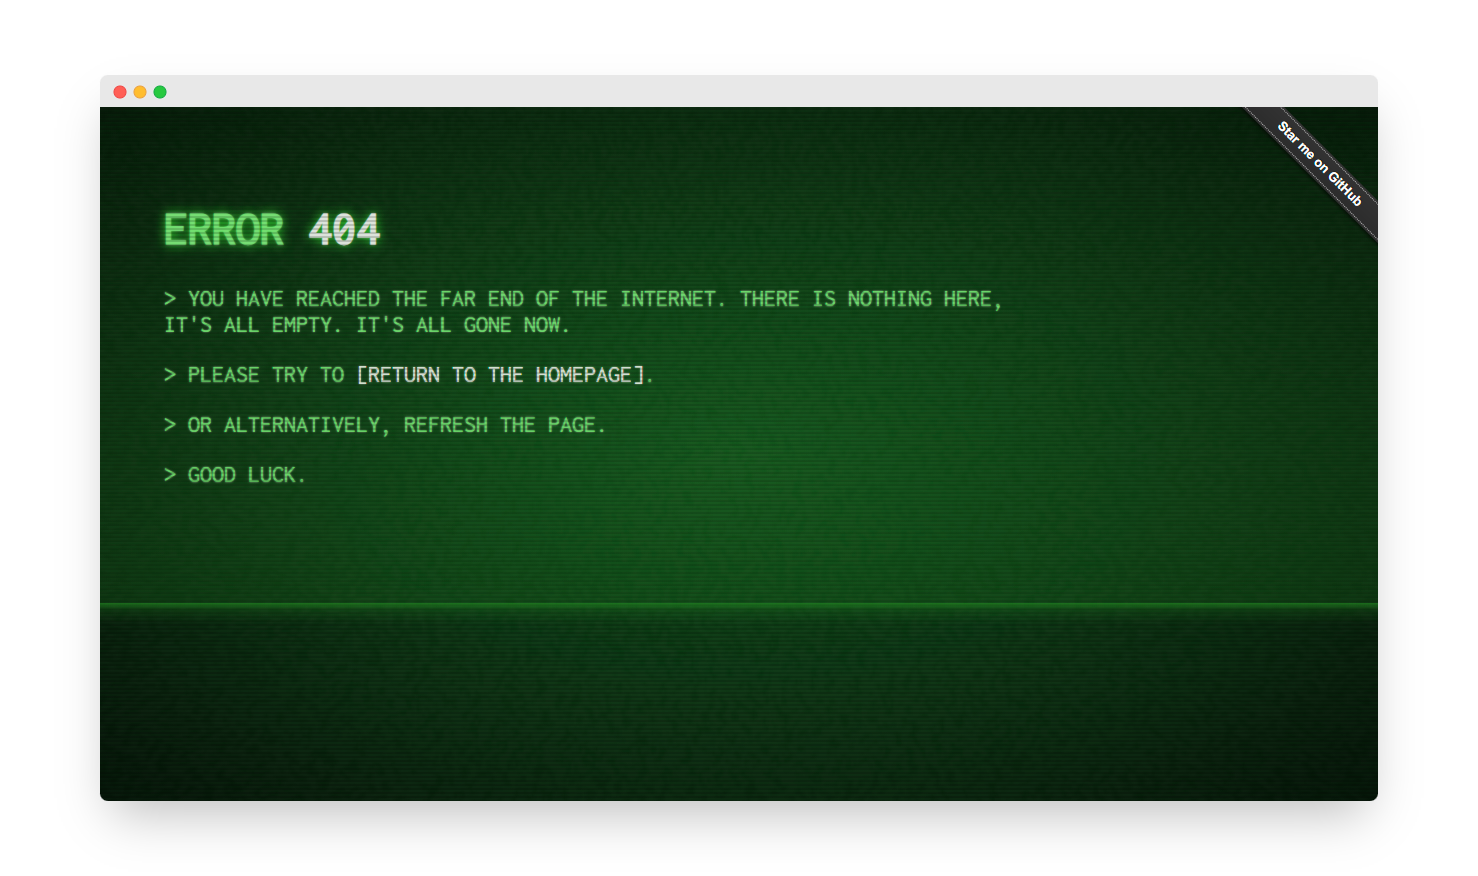 Star me on GitHub
ERROR 404
> YOU HAVE REACHED THE FAR END OF THE INTERNET. THERE IS NOTHING HERE,
IT'S ALL EMPTY. IT'S ALL GONE NOW.
> PLEASE TRY TO [RETURN TO THE HOMEPAGE].
> OR ALTERNATIVELY, REFRESH THE PAGE.
> GOOD LUCK.